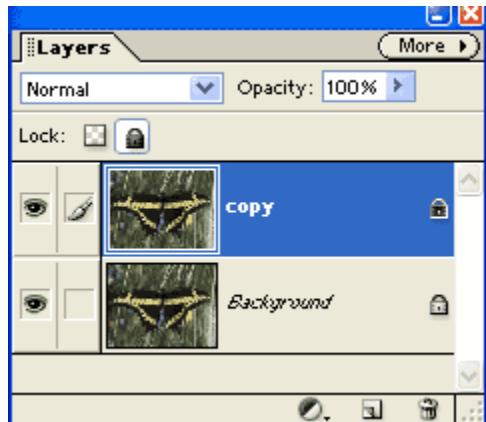 Layers More
Normal Opacity: 100%
Lock:
copy
Background